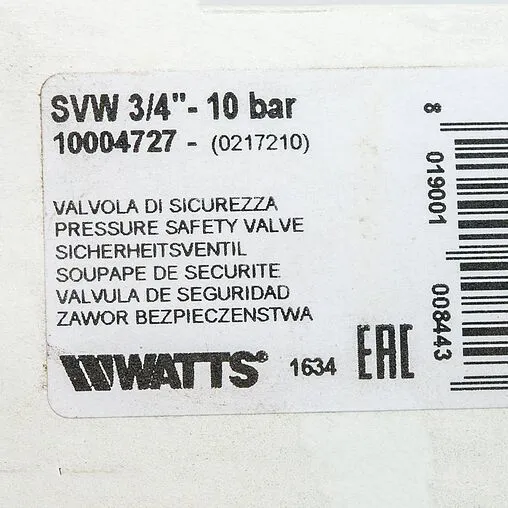 SVW 3/4"- 10 bar
10004727 - (0217210)
VALVOLA DI SICUREZZA
PRESSURE SAFETY VALVE
SICHERHEITSVENTIL
SOUPAPE DE SECURITE
VALVULA DE SEGURIDAD
ZAWOR BEZPIECZENSTWA
WATTS® 1634 EAC
8 019001 008443